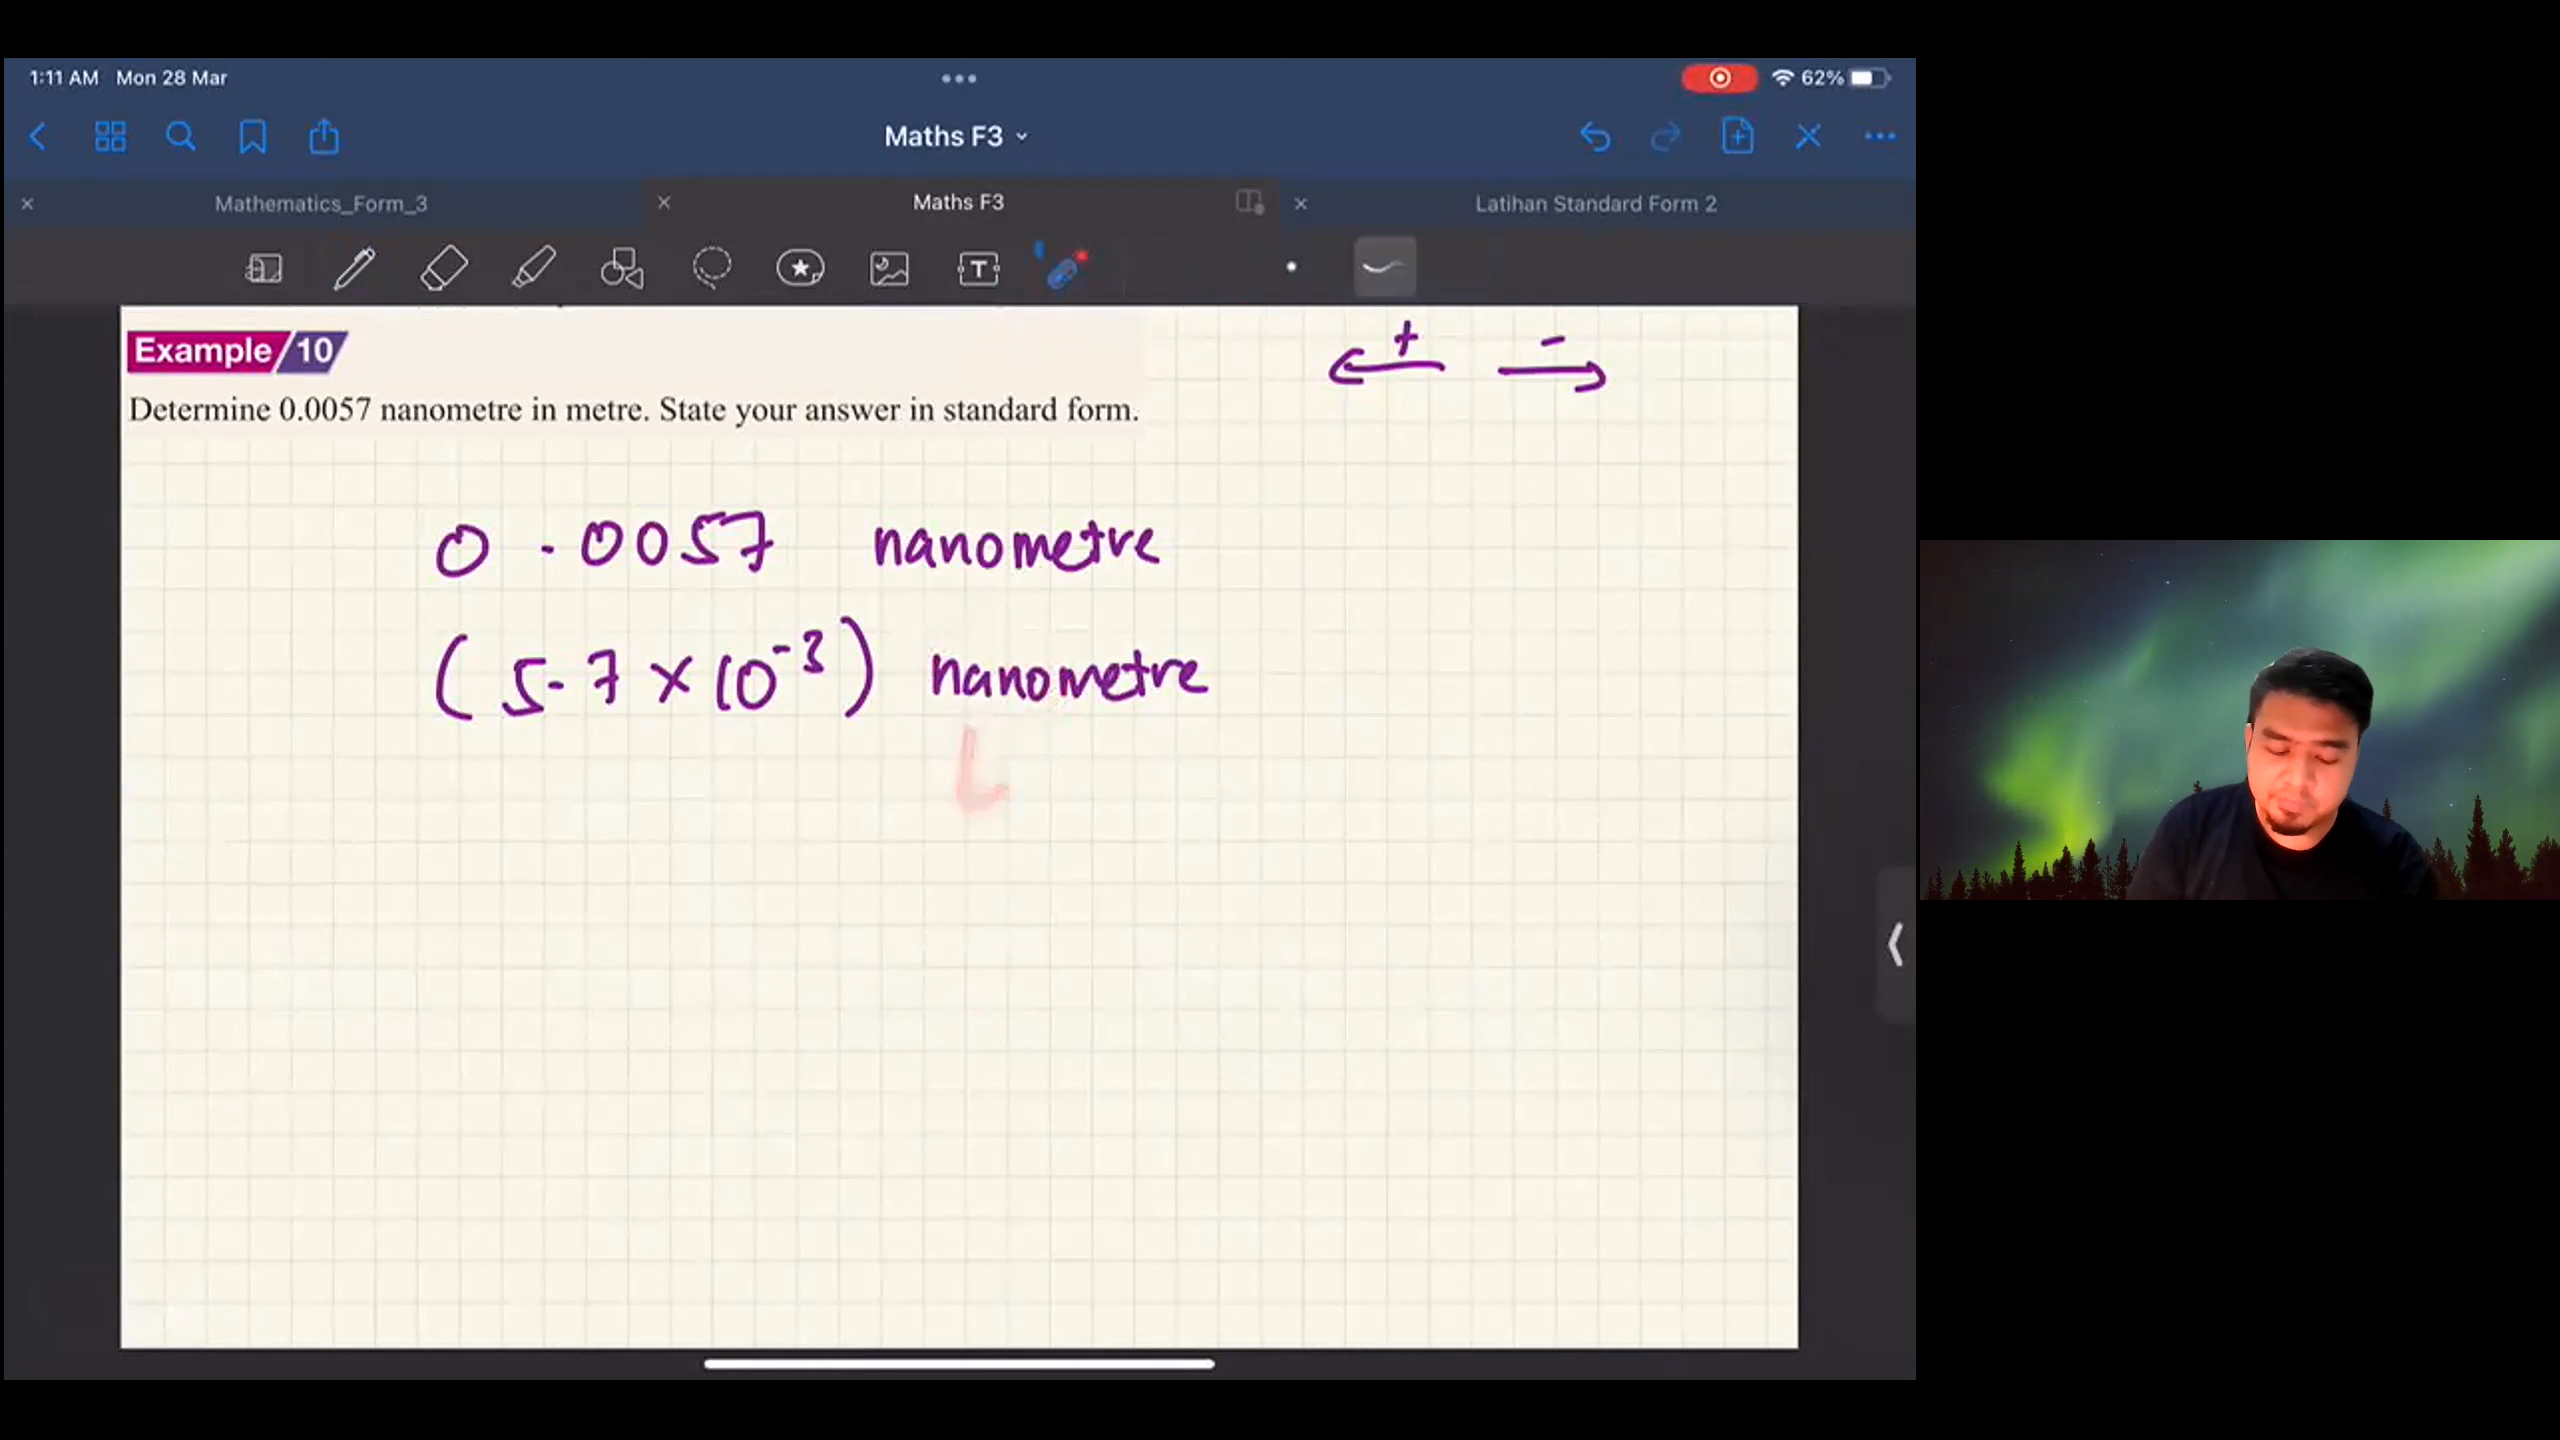 1:11 AM Mon 28 Mar
62%
Maths F3
Mathematics_Form_3
Maths F3
Latihan Standard Form 2
T
+ -
Example 10
Determine 0.0057 nanometre in metre. State your answer in standard form.
0.0057 nanometre
(5.7 × 10⁻³) nanometre